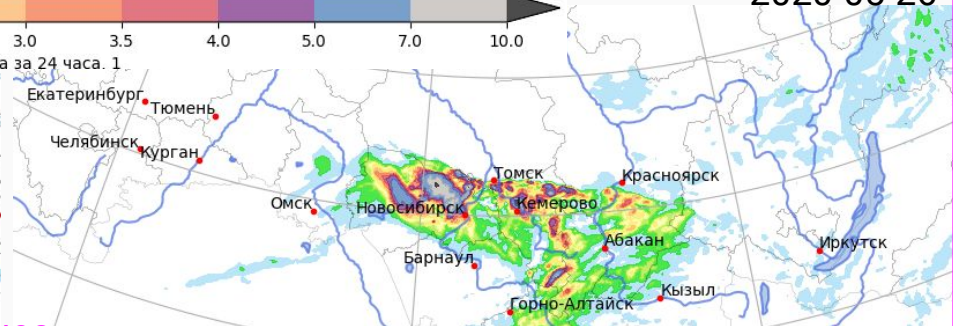 3.0 3.5 4.0 5.0 7.0 10.0
а за 24 часа. 1
Екатеринбург
Тюмень
Челябинск
Курган
Томск
Красноярск
Омск
Новосибирск
Кемерово
Абакан
Иркутск
Барнаул
Кызыл
Горно-Алтайск